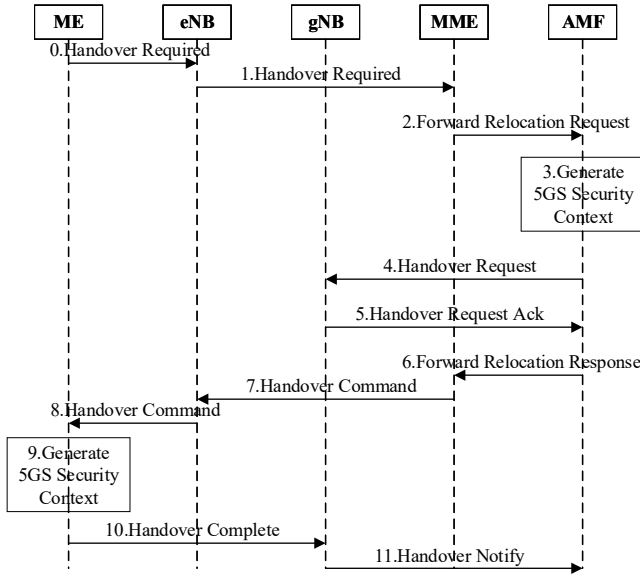 ME eNB gNB MME AMF
0.Handover Required
1.Handover Required
2.Forward Relocation Request
3.Generate
5GS Security
Context
4.Handover Request
5.Handover Request Ack
6.Forward Relocation Response
7.Handover Command
8.Handover Command
9.Generate
5GS Security
Context
10.Handover Complete
11.Handover Notify